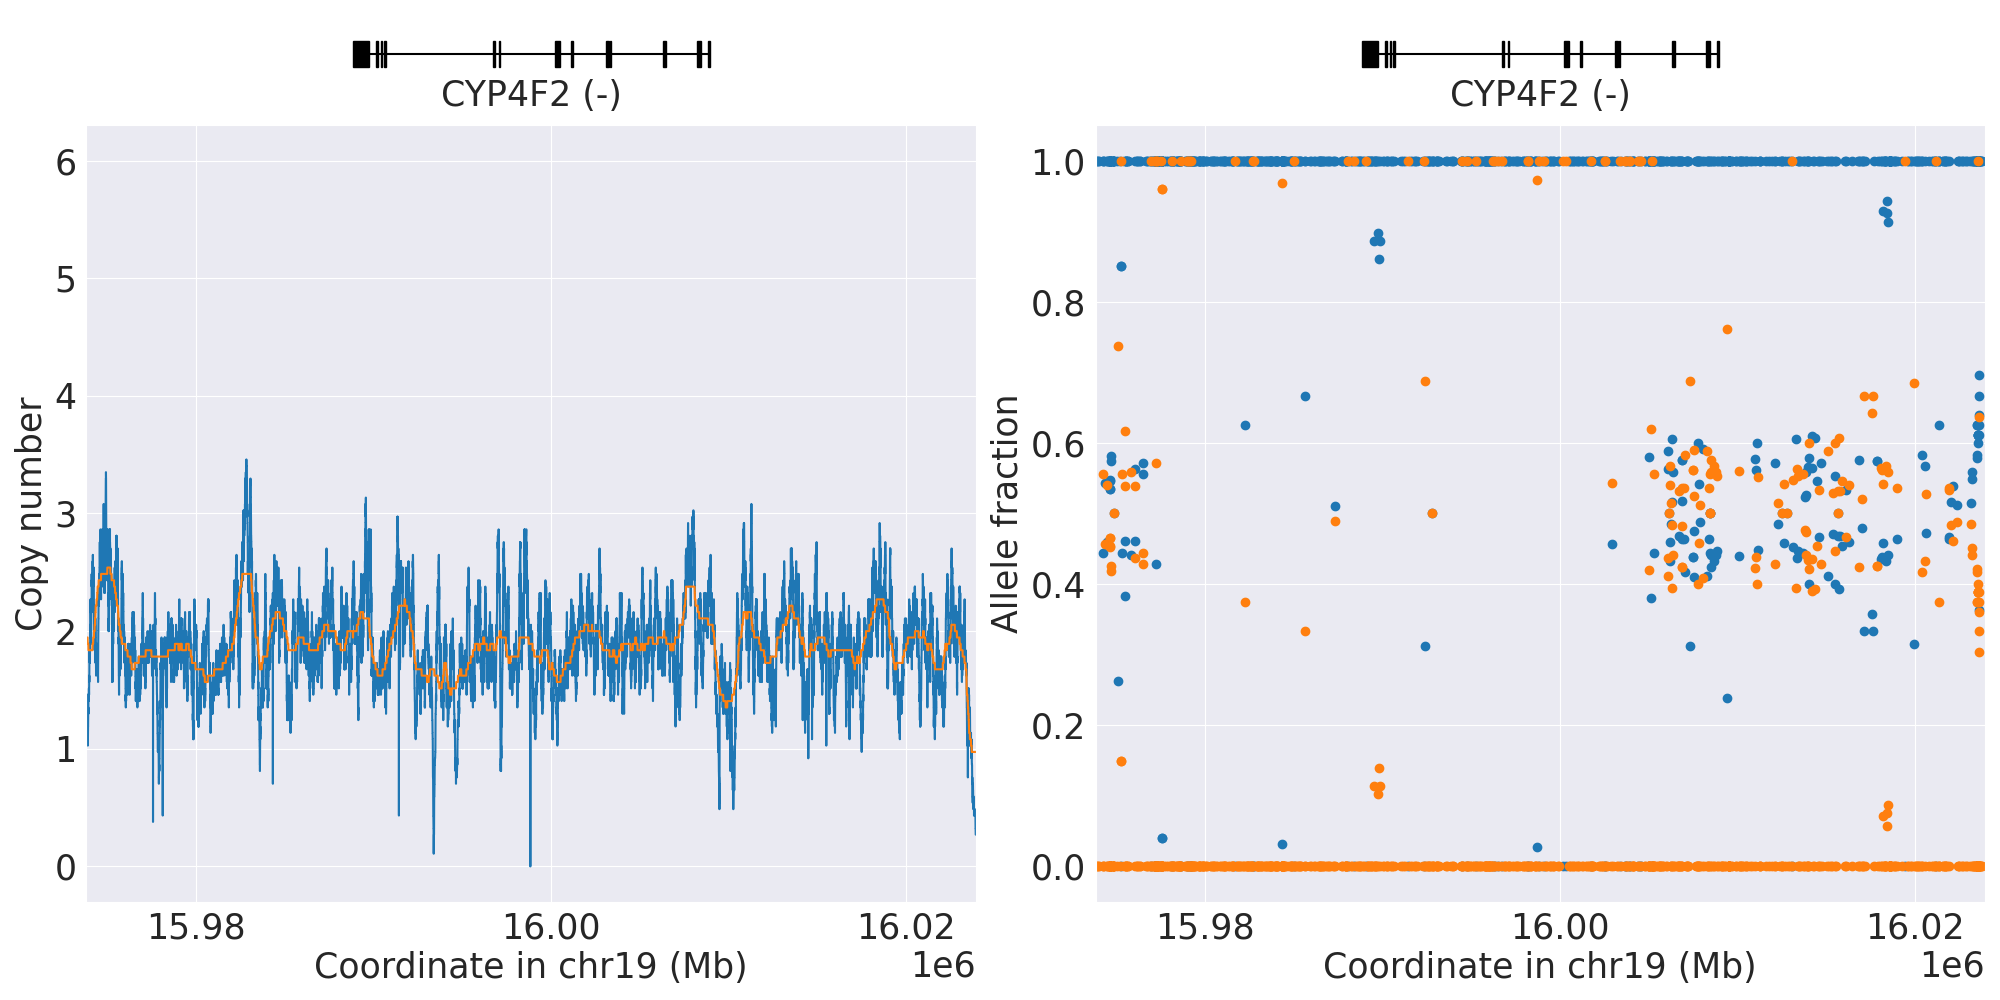 CYP4F2 (-)
6
5
4
3
2
1
0
Copy number
15.98 16.00 16.02
Coordinate in chr19 (Mb) 1e6
CYP4F2 (-)
1.0
0.8
0.6
0.4
0.2
0.0
Allele fraction
15.98 16.00 16.02
Coordinate in chr19 (Mb) 1e6